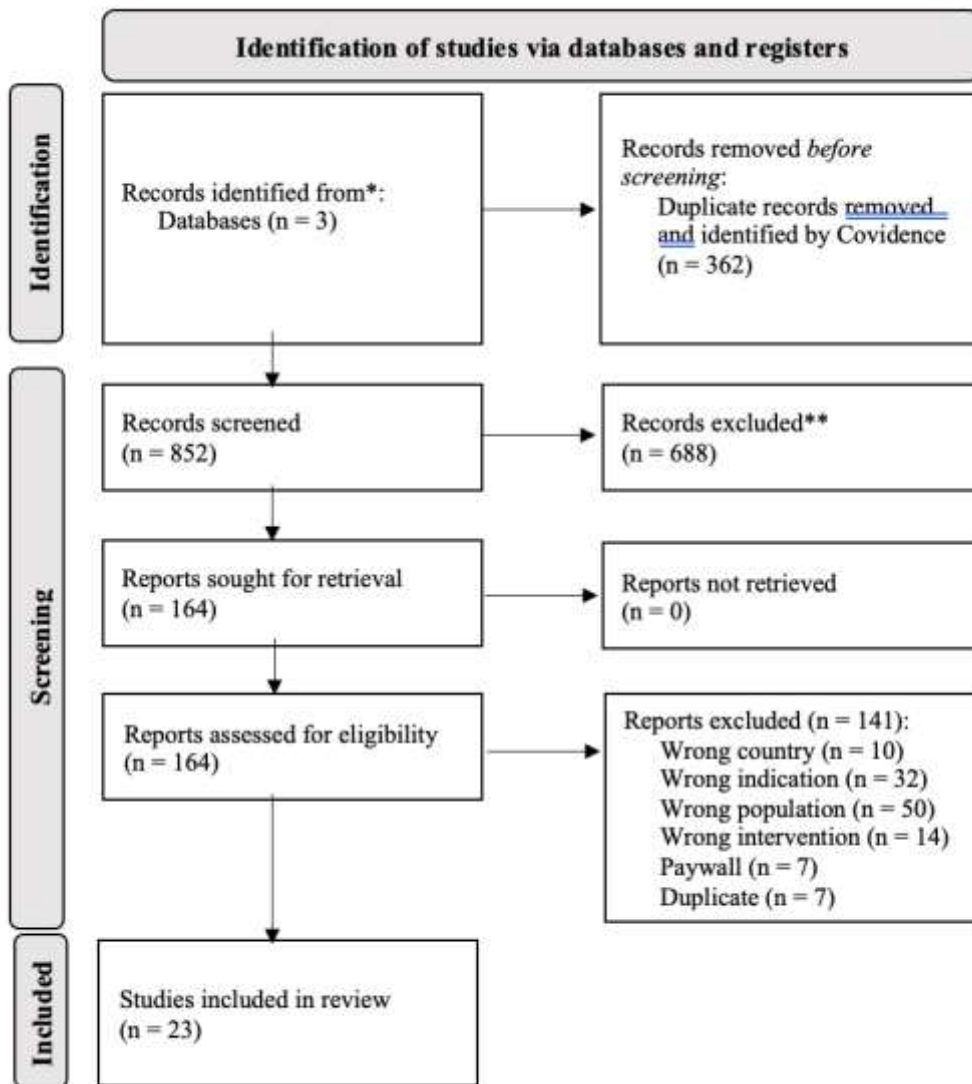 Identification of studies via databases and registers
Identification
Records identified from*:
Databases (n = 3)
Records removed before
screening:
Duplicate records removed
and identified by Covidence
(n = 362)
Screening
Records screened
(n = 852)
Records excluded**
(n = 688)
Reports sought for retrieval
(n = 164)
Reports not retrieved
(n = 0)
Reports assessed for eligibility
(n = 164)
Reports excluded (n = 141):
Wrong country (n = 10)
Wrong indication (n = 32)
Wrong population (n = 50)
Wrong intervention (n = 14)
Paywall (n = 7)
Duplicate (n = 7)
Included
Studies included in review
(n = 23)